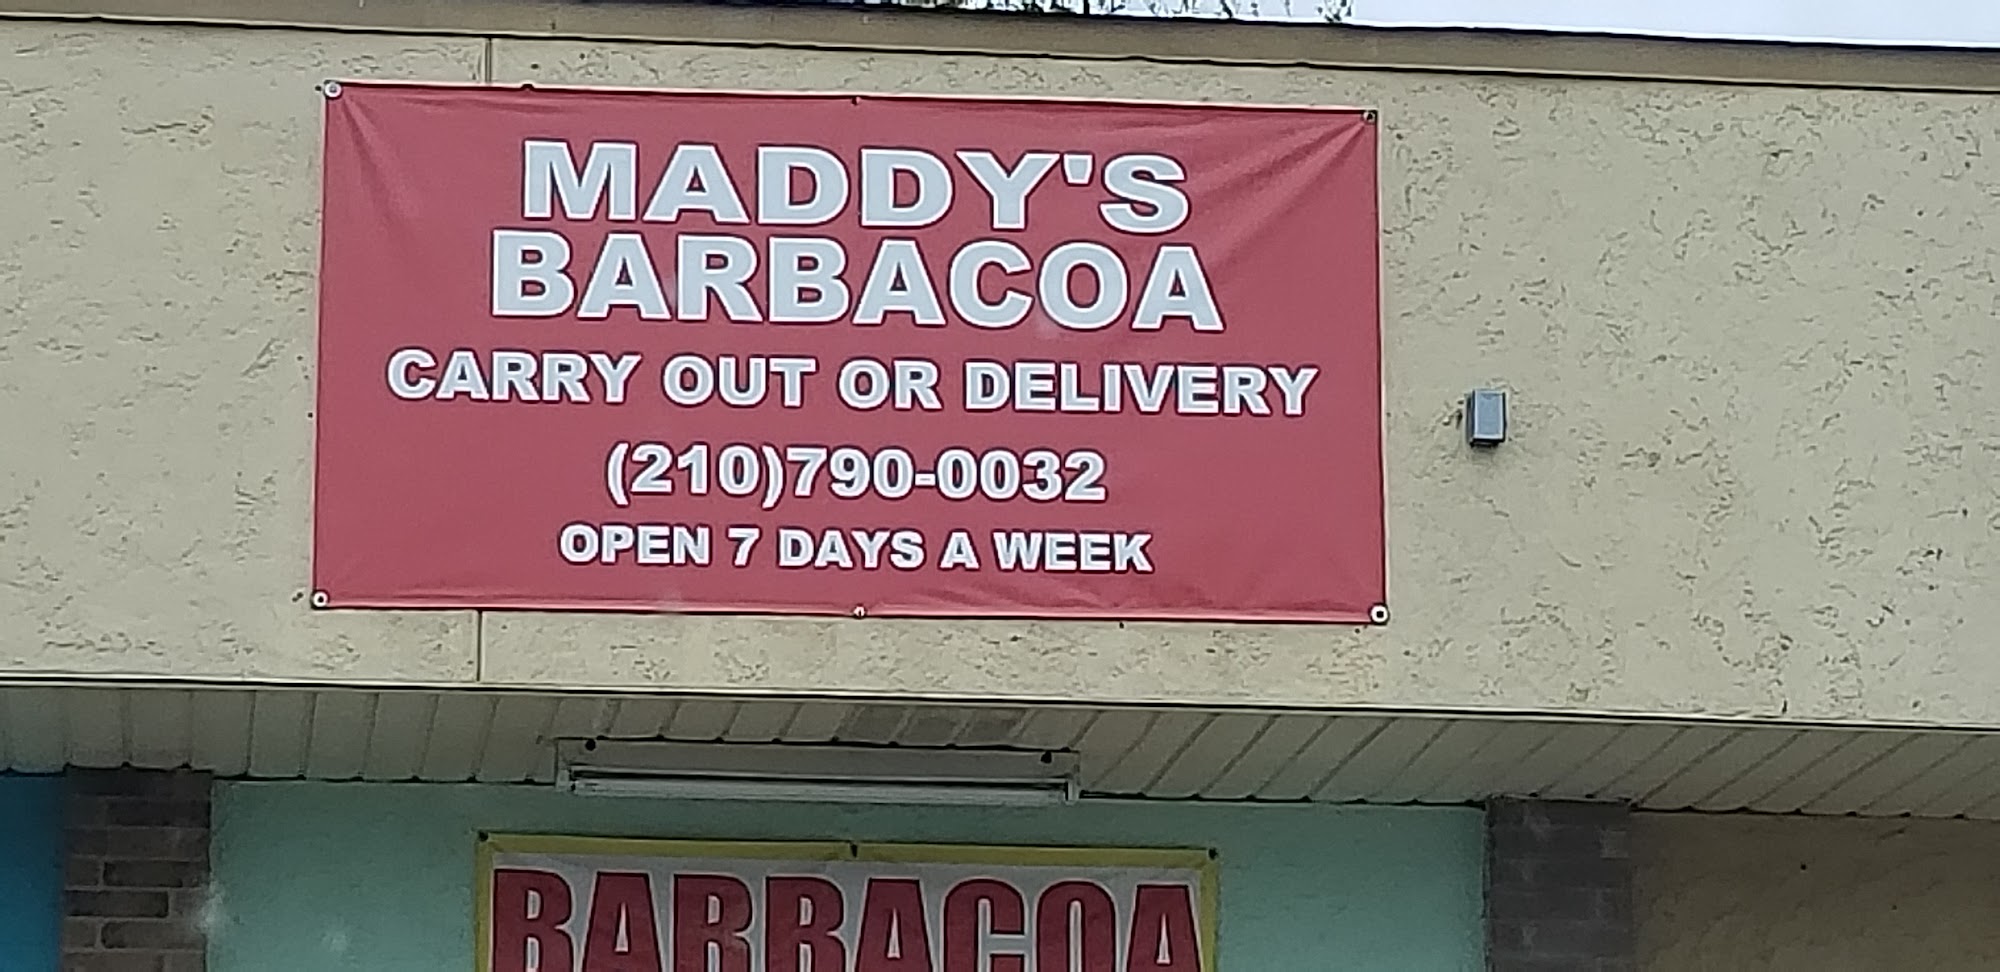 MADDY'S
BARBACOA
CARRY OUT OR DELIVERY
(210)790-0032
OPEN 7 DAYS A WEEK
BARBACOA